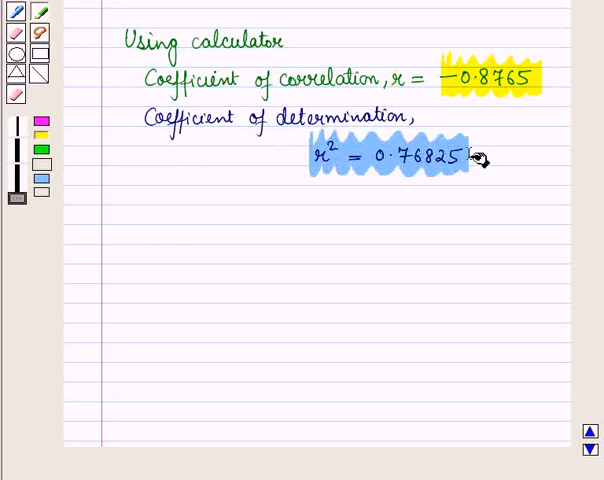 Using calculator
Coefficient of correlation, r = -0.8765
Coefficient of determination,
r² = 0.76825